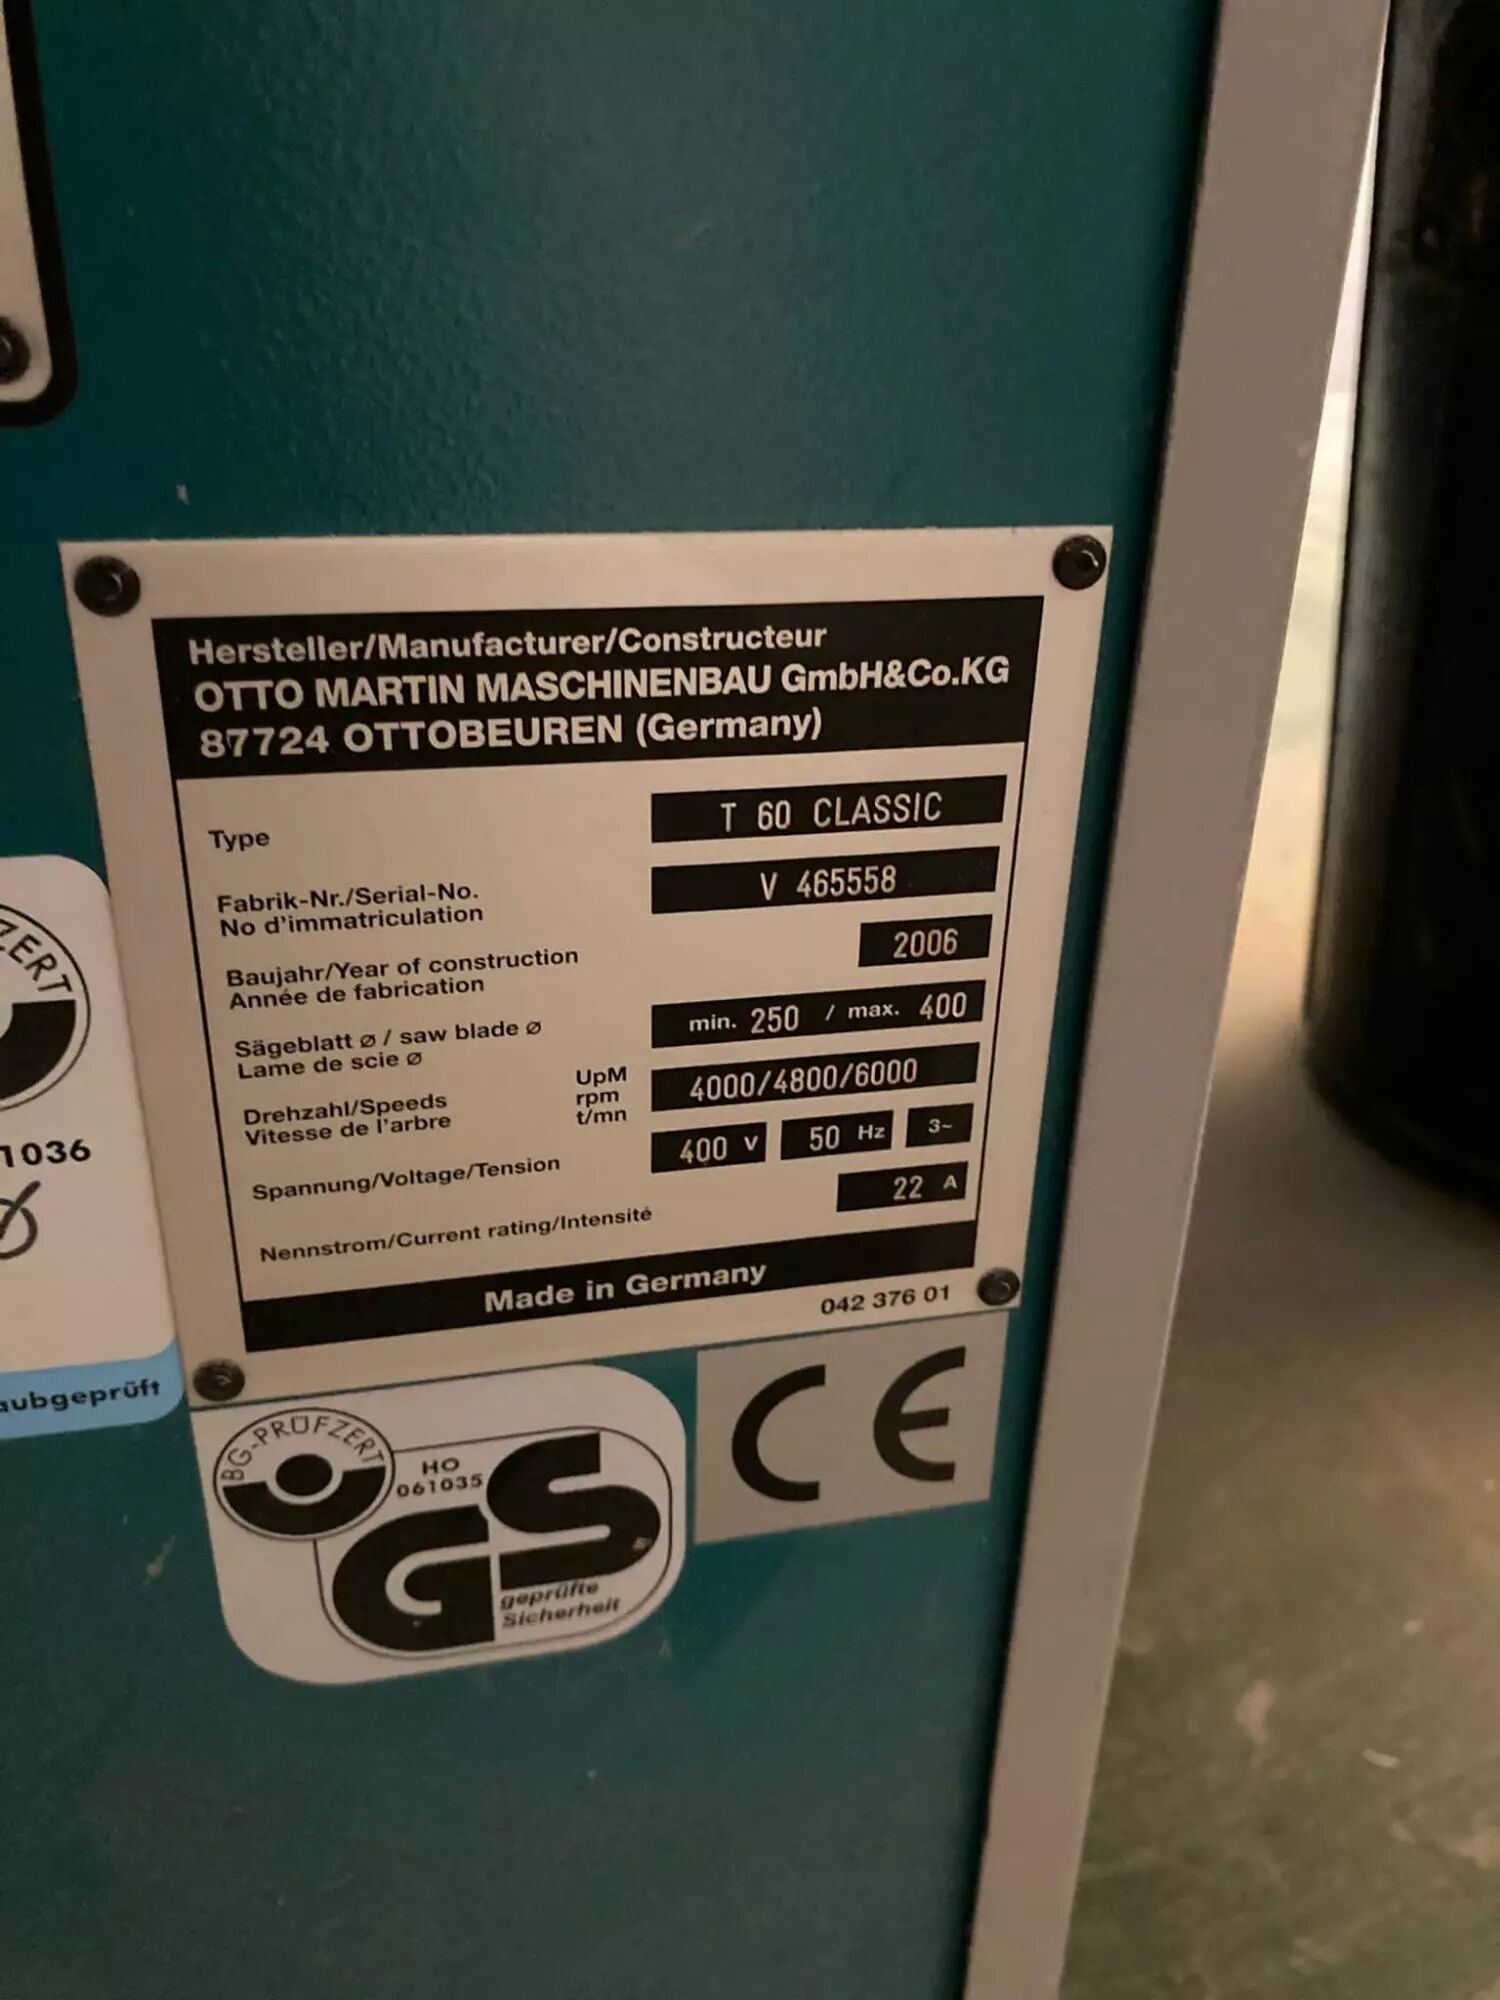 Hersteller/Manufacturer/Constructeur
OTTO MARTIN MASCHINENBAU GmbH&Co.KG
87724 OTTOBEUREN (Germany)
Type T 60 CLASSIC
Fabrik-Nr./Serial-No.
No d'immatriculation
V 465558
Baujahr/Year of construction
Année de fabrication
2006
Sägeblatt ø / saw blade ø
Lame de scie ø
min. 250 / max. 400
Drehzahl/Speeds
Vitesse de l'arbre
UpM
rpm
t/mn
4000/4800/6000
Spannung/Voltage/Tension
400 V 50 Hz 3~
Nennstrom/Current rating/Intensité
22 A
Made in Germany
042 376 01
ZERT
1036
aubgeprüft
BG-PRÜFZERT
HO
061035
GS
geprüfte
Sicherheit
CE